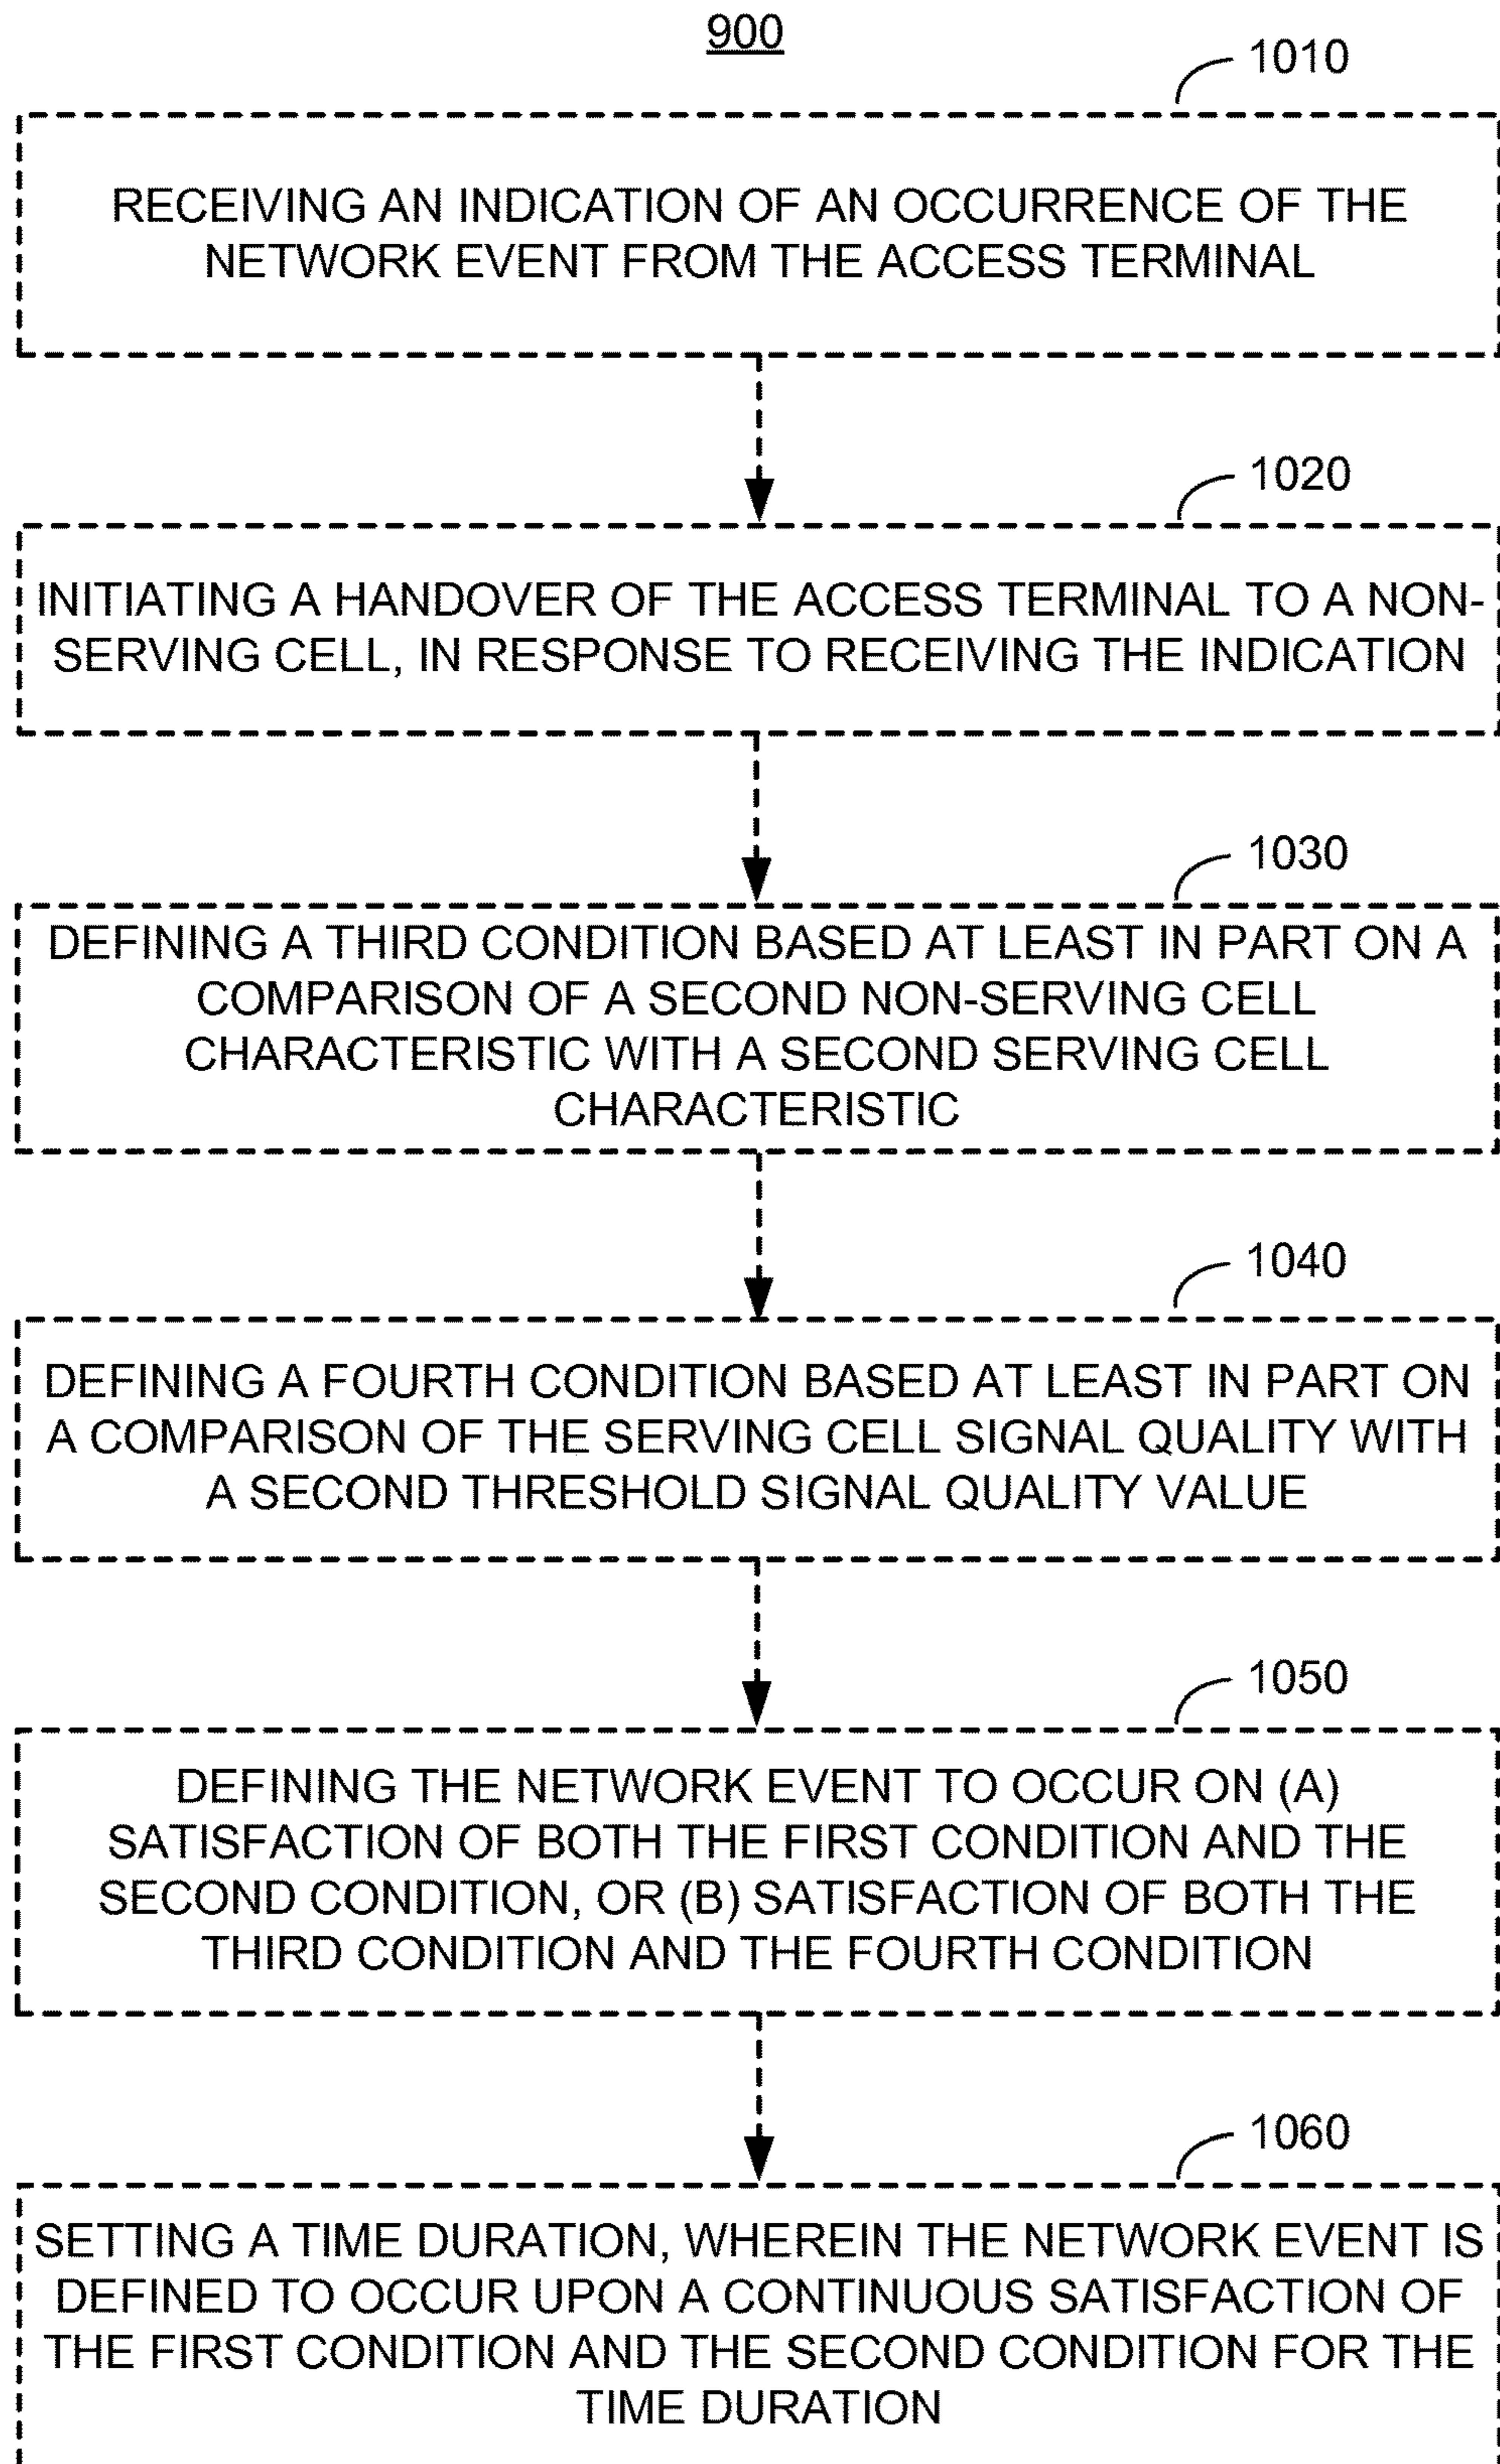 900
1010
RECEIVING AN INDICATION OF AN OCCURRENCE OF THE
NETWORK EVENT FROM THE ACCESS TERMINAL
1020
INITIATING A HANDOVER OF THE ACCESS TERMINAL TO A NON-
SERVING CELL, IN RESPONSE TO RECEIVING THE INDICATION
1030
DEFINING A THIRD CONDITION BASED AT LEAST IN PART ON A
COMPARISON OF A SECOND NON-SERVING CELL
CHARACTERISTIC WITH A SECOND SERVING CELL
CHARACTERISTIC
1040
DEFINING A FOURTH CONDITION BASED AT LEAST IN PART ON
A COMPARISON OF THE SERVING CELL SIGNAL QUALITY WITH
A SECOND THRESHOLD SIGNAL QUALITY VALUE
1050
DEFINING THE NETWORK EVENT TO OCCUR ON (A)
SATISFACTION OF BOTH THE FIRST CONDITION AND THE
SECOND CONDITION, OR (B) SATISFACTION OF BOTH THE
THIRD CONDITION AND THE FOURTH CONDITION
1060
SETTING A TIME DURATION, WHEREIN THE NETWORK EVENT IS
DEFINED TO OCCUR UPON A CONTINUOUS SATISFACTION OF
THE FIRST CONDITION AND THE SECOND CONDITION FOR THE
TIME DURATION